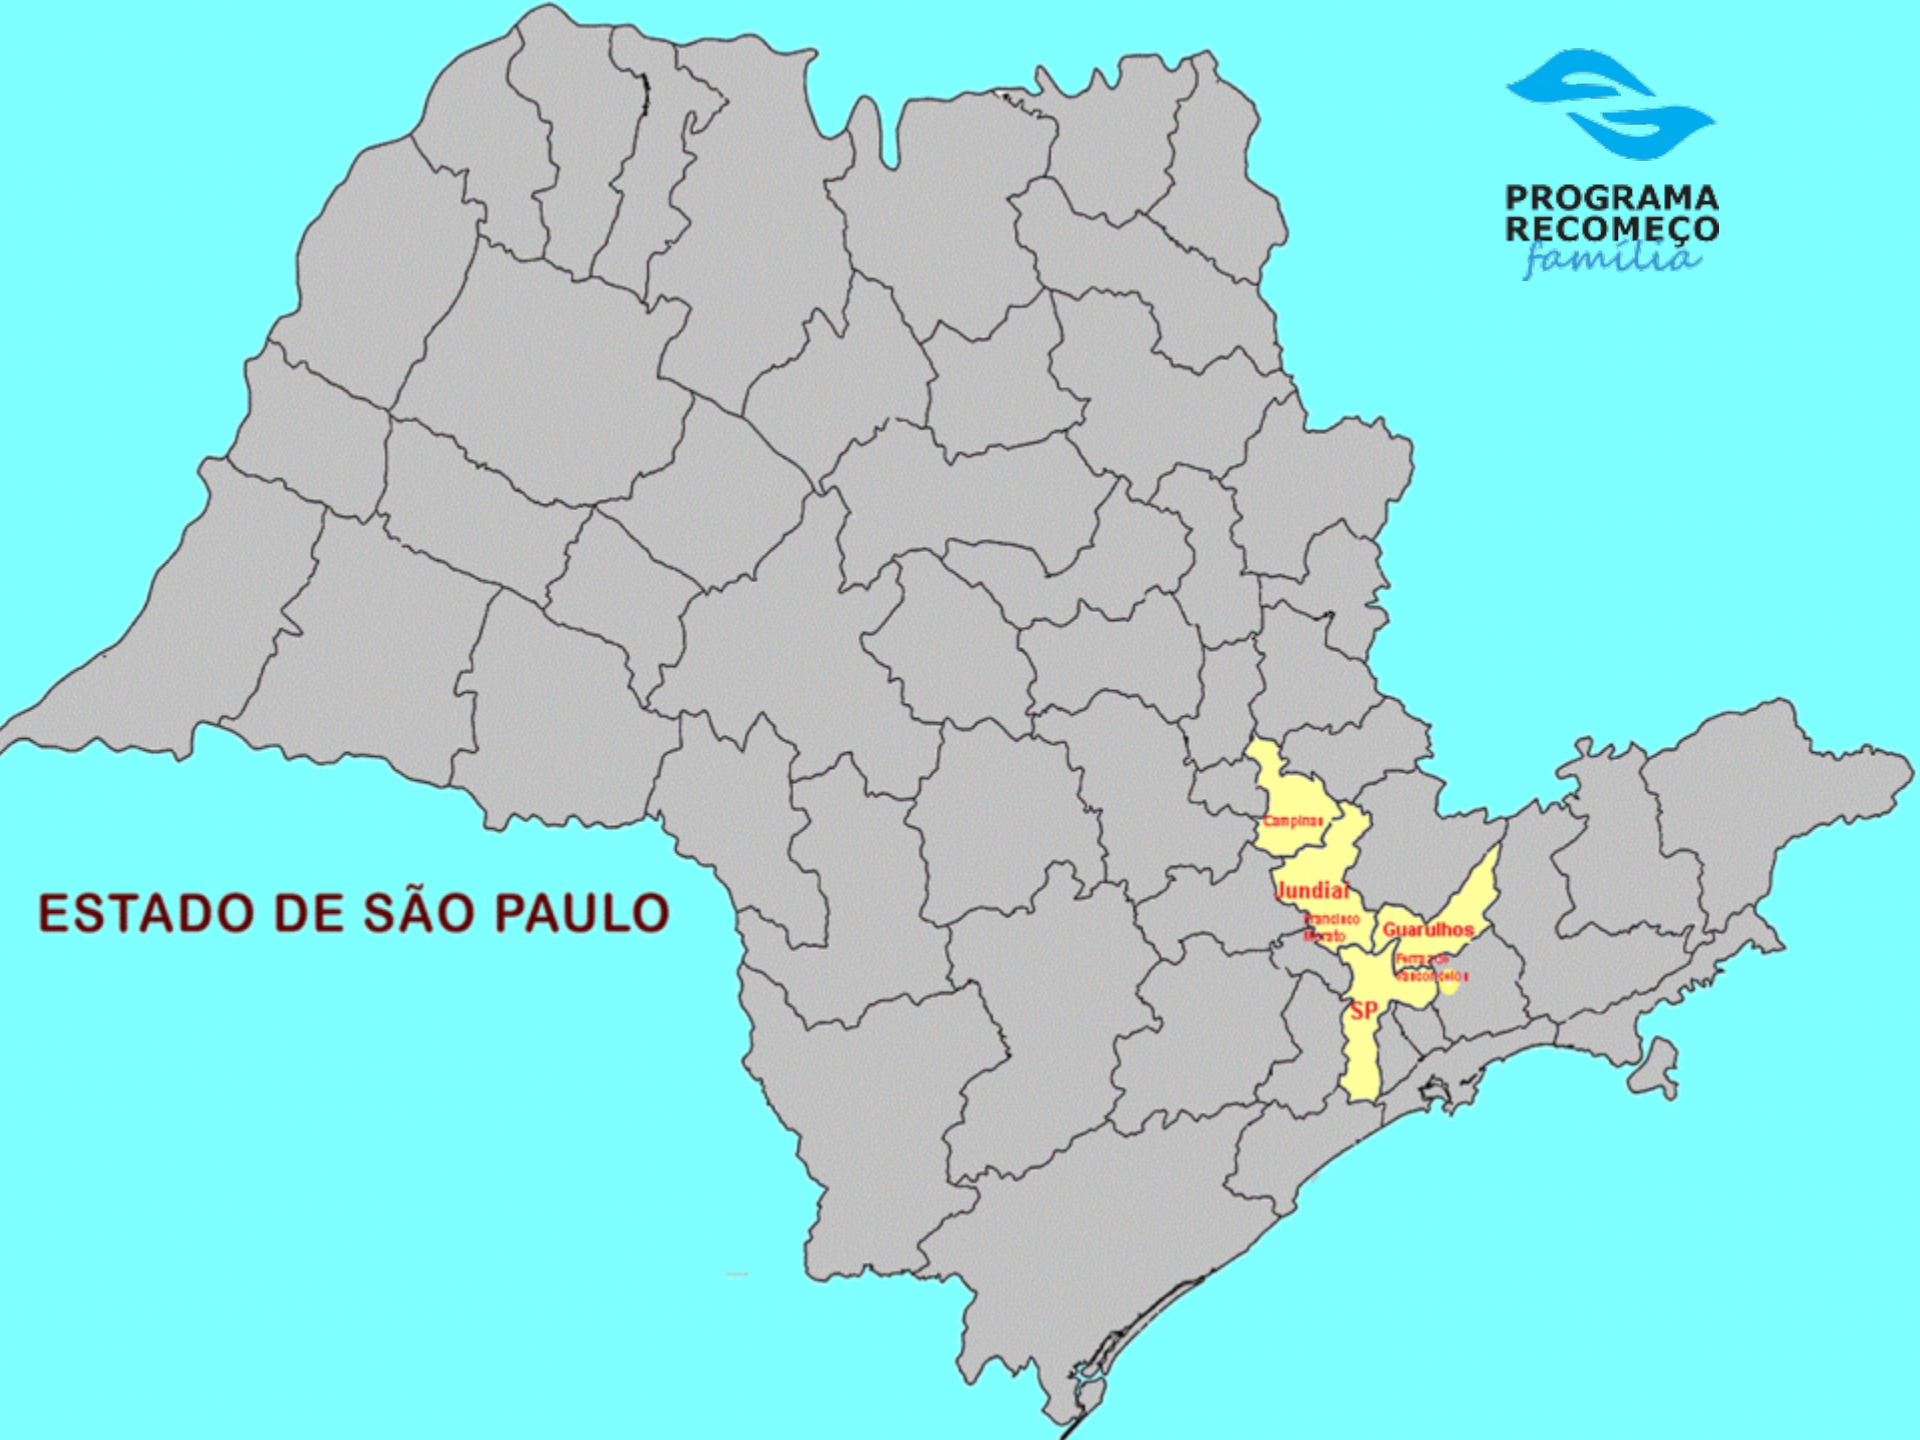 PROGRAMA
RECOMEÇO
família
ESTADO DE SÃO PAULO
Campinas
Jundiaí
Francisco
Morato
Guarulhos
Ferraz de
Vasconcelos
SP